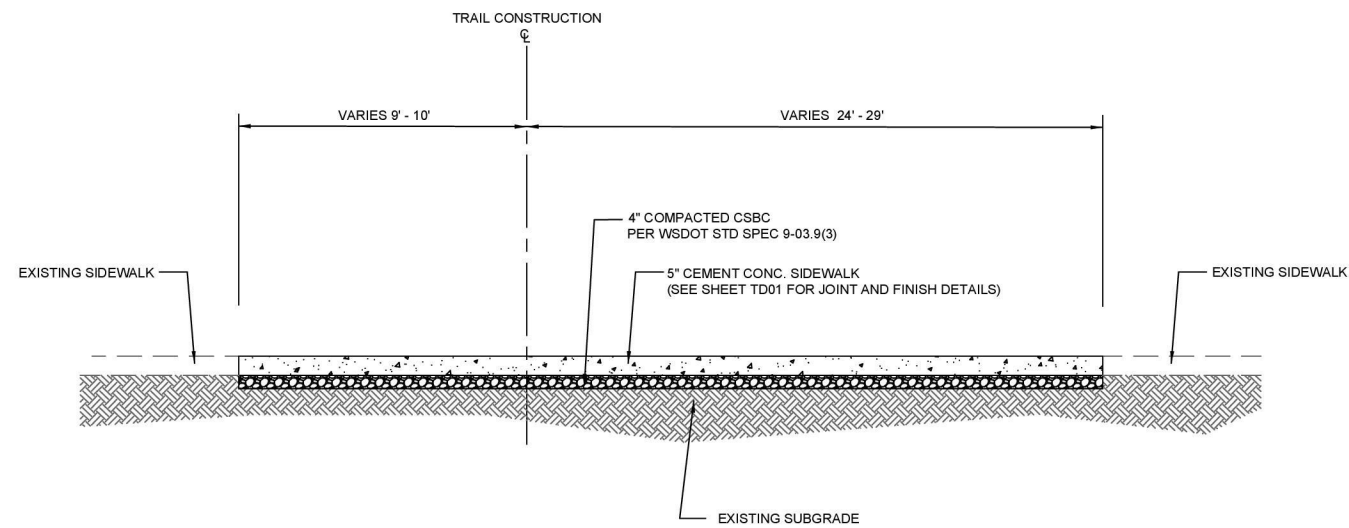 TRAIL CONSTRUCTION
℄
VARIES 9' - 10'
VARIES 24' - 29'
4" COMPACTED CSBC
PER WSDOT STD SPEC 9-03.9(3)
EXISTING SIDEWALK
5" CEMENT CONC. SIDEWALK
(SEE SHEET TD01 FOR JOINT AND FINISH DETAILS)
EXISTING SIDEWALK
EXISTING SUBGRADE